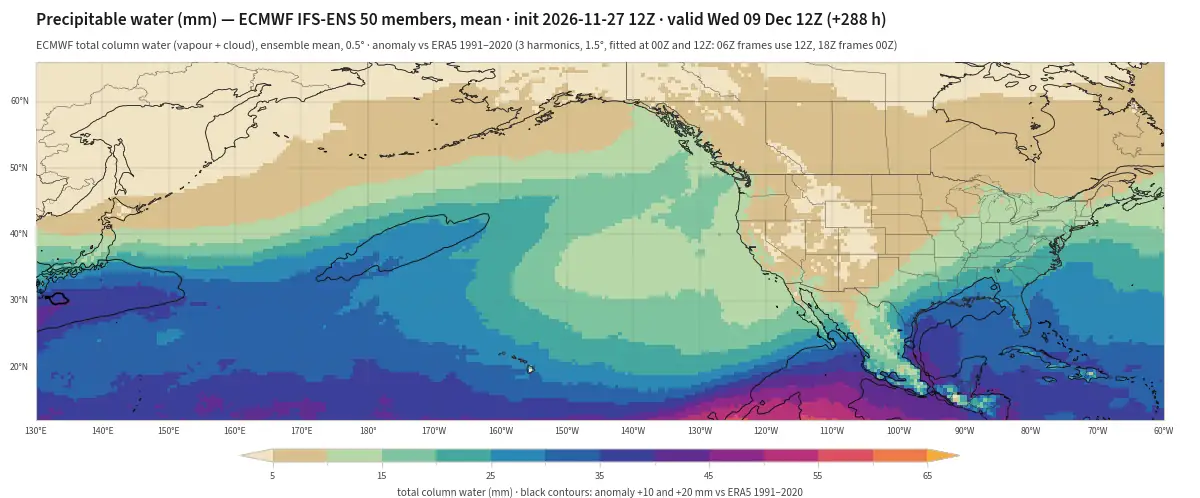 Precipitable water (mm) — ECMWF IFS-ENS 50 members, mean · init 2026-11-27 12Z · valid Wed 09 Dec 12Z (+288 h)
ECMWF total column water (vapour + cloud), ensemble mean, 0.5° · anomaly vs ERA5 1991–2020 (3 harmonics, 1.5°, fitted at 00Z and 12Z: 06Z frames use 12Z, 18Z frames 00Z)
60°N
50°N
40°N
30°N
20°N
130°E 140°E 150°E 160°E 170°E 180° 170°W 160°W 150°W 140°W 130°W 120°W 110°W 100°W 90°W 80°W 70°W 60°W
5 15 25 35 45 55 65
total column water (mm) · black contours: anomaly +10 and +20 mm vs ERA5 1991–2020